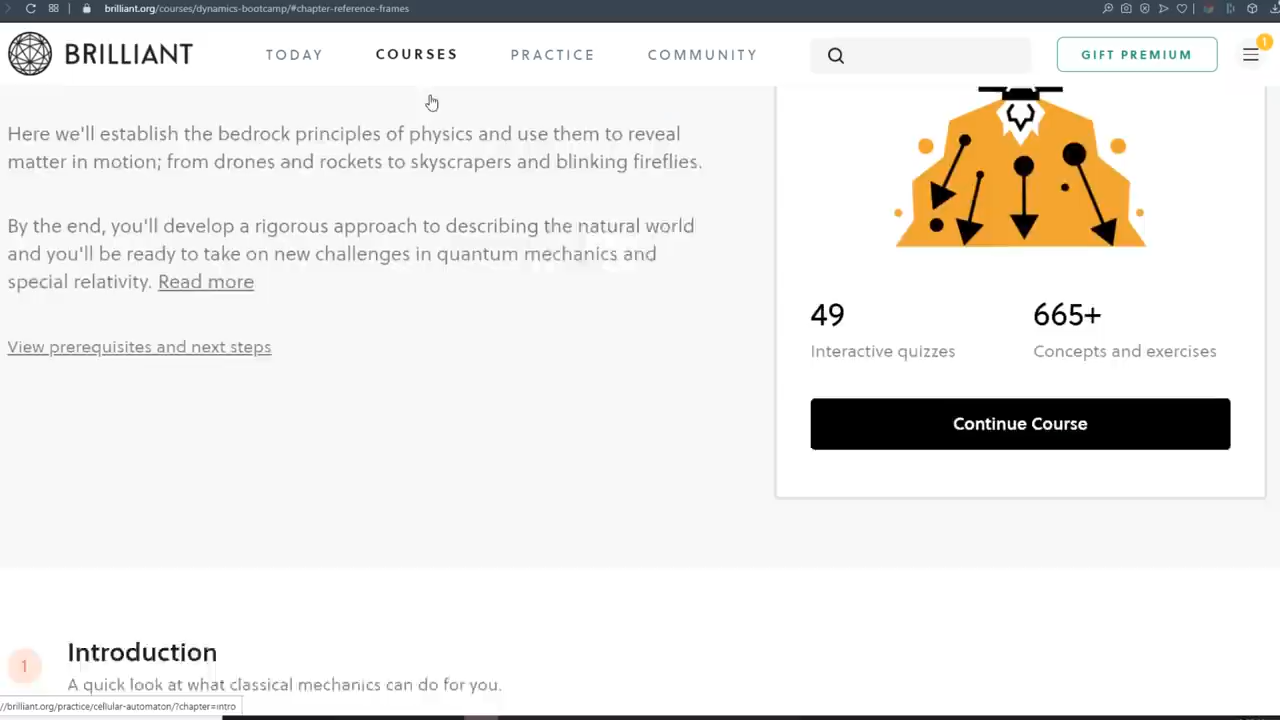 brilliant.org/courses/dynamics-bootcamp/#chapter-reference-frames
BRILLIANT
TODAY
COURSES
PRACTICE
COMMUNITY
GIFT PREMIUM
1
Here we'll establish the bedrock principles of physics and use them to reveal
matter in motion; from drones and rockets to skyscrapers and blinking fireflies.
By the end, you'll develop a rigorous approach to describing the natural world
and you'll be ready to take on new challenges in quantum mechanics and
special relativity. Read more
View prerequisites and next steps
49
Interactive quizzes
665+
Concepts and exercises
Continue Course
1
Introduction
A quick look at what classical mechanics can do for you.
//brilliant.org/practice/cellular-automaton/?chapter=intro